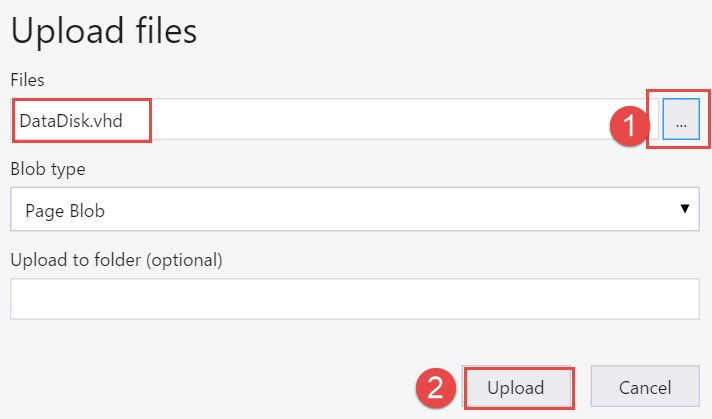 Upload files
Files
DataDisk.vhd
1
...
Blob type
Page Blob
Upload to folder (optional)
2
Upload
Cancel